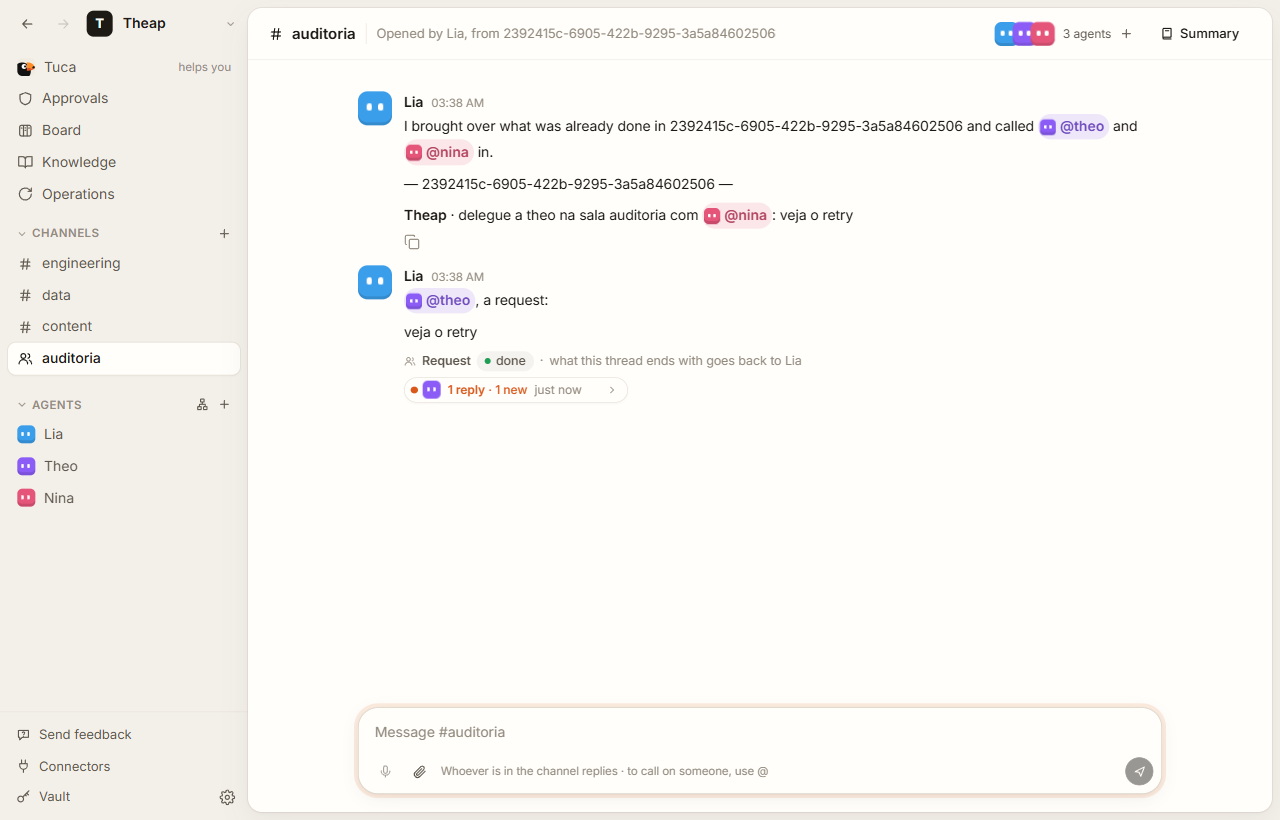 T Theap
Tuca helps you
Approvals
Board
Knowledge
Operations
CHANNELS
engineering
data
content
auditoria
AGENTS
Lia
Theo
Nina
Send feedback
Connectors
Vault
# auditoria Opened by Lia, from 2392415c-6905-422b-9295-3a5a84602506 3 agents + Summary
Lia 03:38 AM
I brought over what was already done in 2392415c-6905-422b-9295-3a5a84602506 and called @theo and
@nina in.
— 2392415c-6905-422b-9295-3a5a84602506 —
Theap · delegue a theo na sala auditoria com @nina : veja o retry
Lia 03:38 AM
@theo , a request:
veja o retry
Request done · what this thread ends with goes back to Lia
1 reply · 1 new just now
Message #auditoria
Whoever is in the channel replies · to call on someone, use @